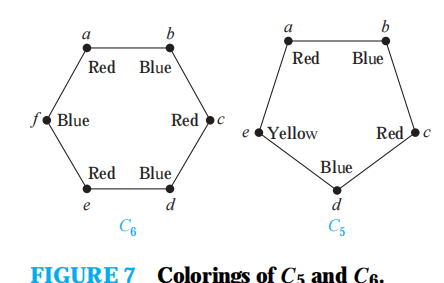 a b
Red Blue
f Blue Red c
Red Blue
e d
C6
a b
Red Blue
e Yellow Red c
Blue
d
C5
FIGURE 7 Colorings of C5 and C6.